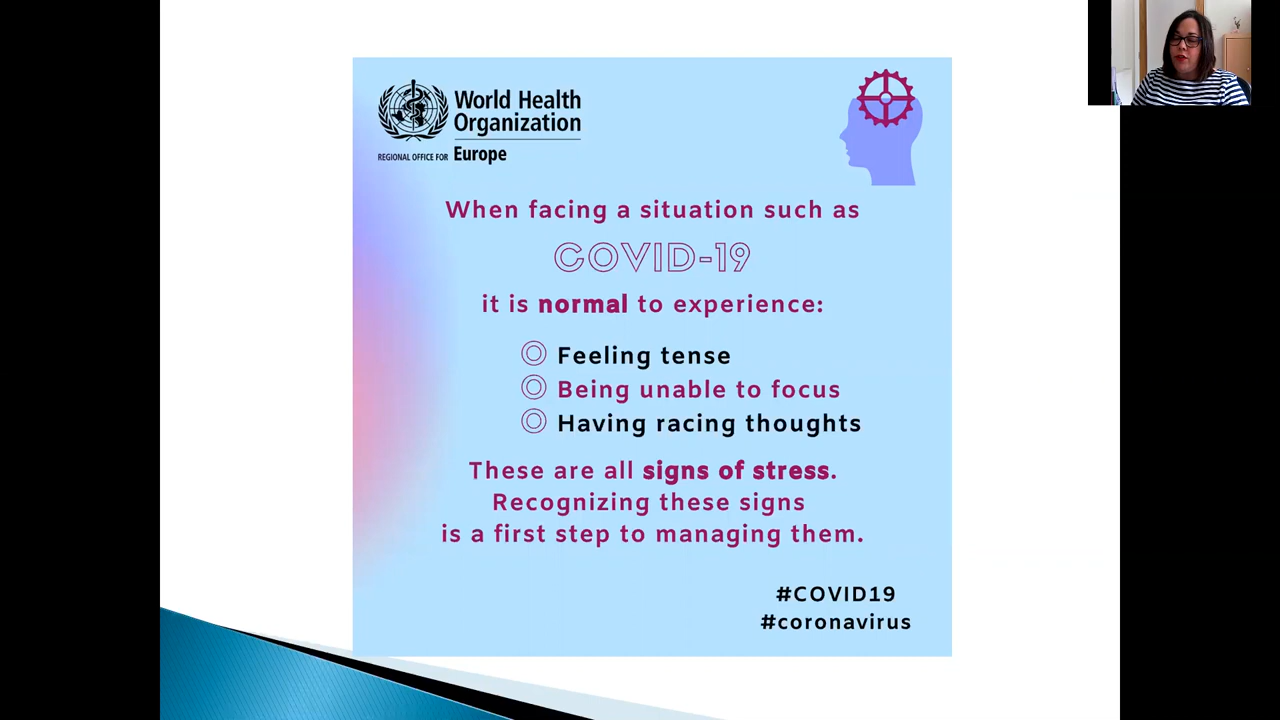 World Health
Organization
REGIONAL OFFICE FOR Europe
When facing a situation such as
COVID-19
it is normal to experience:
Feeling tense
Being unable to focus
Having racing thoughts
These are all signs of stress.
Recognizing these signs
is a first step to managing them.
#COVID19
#coronavirus